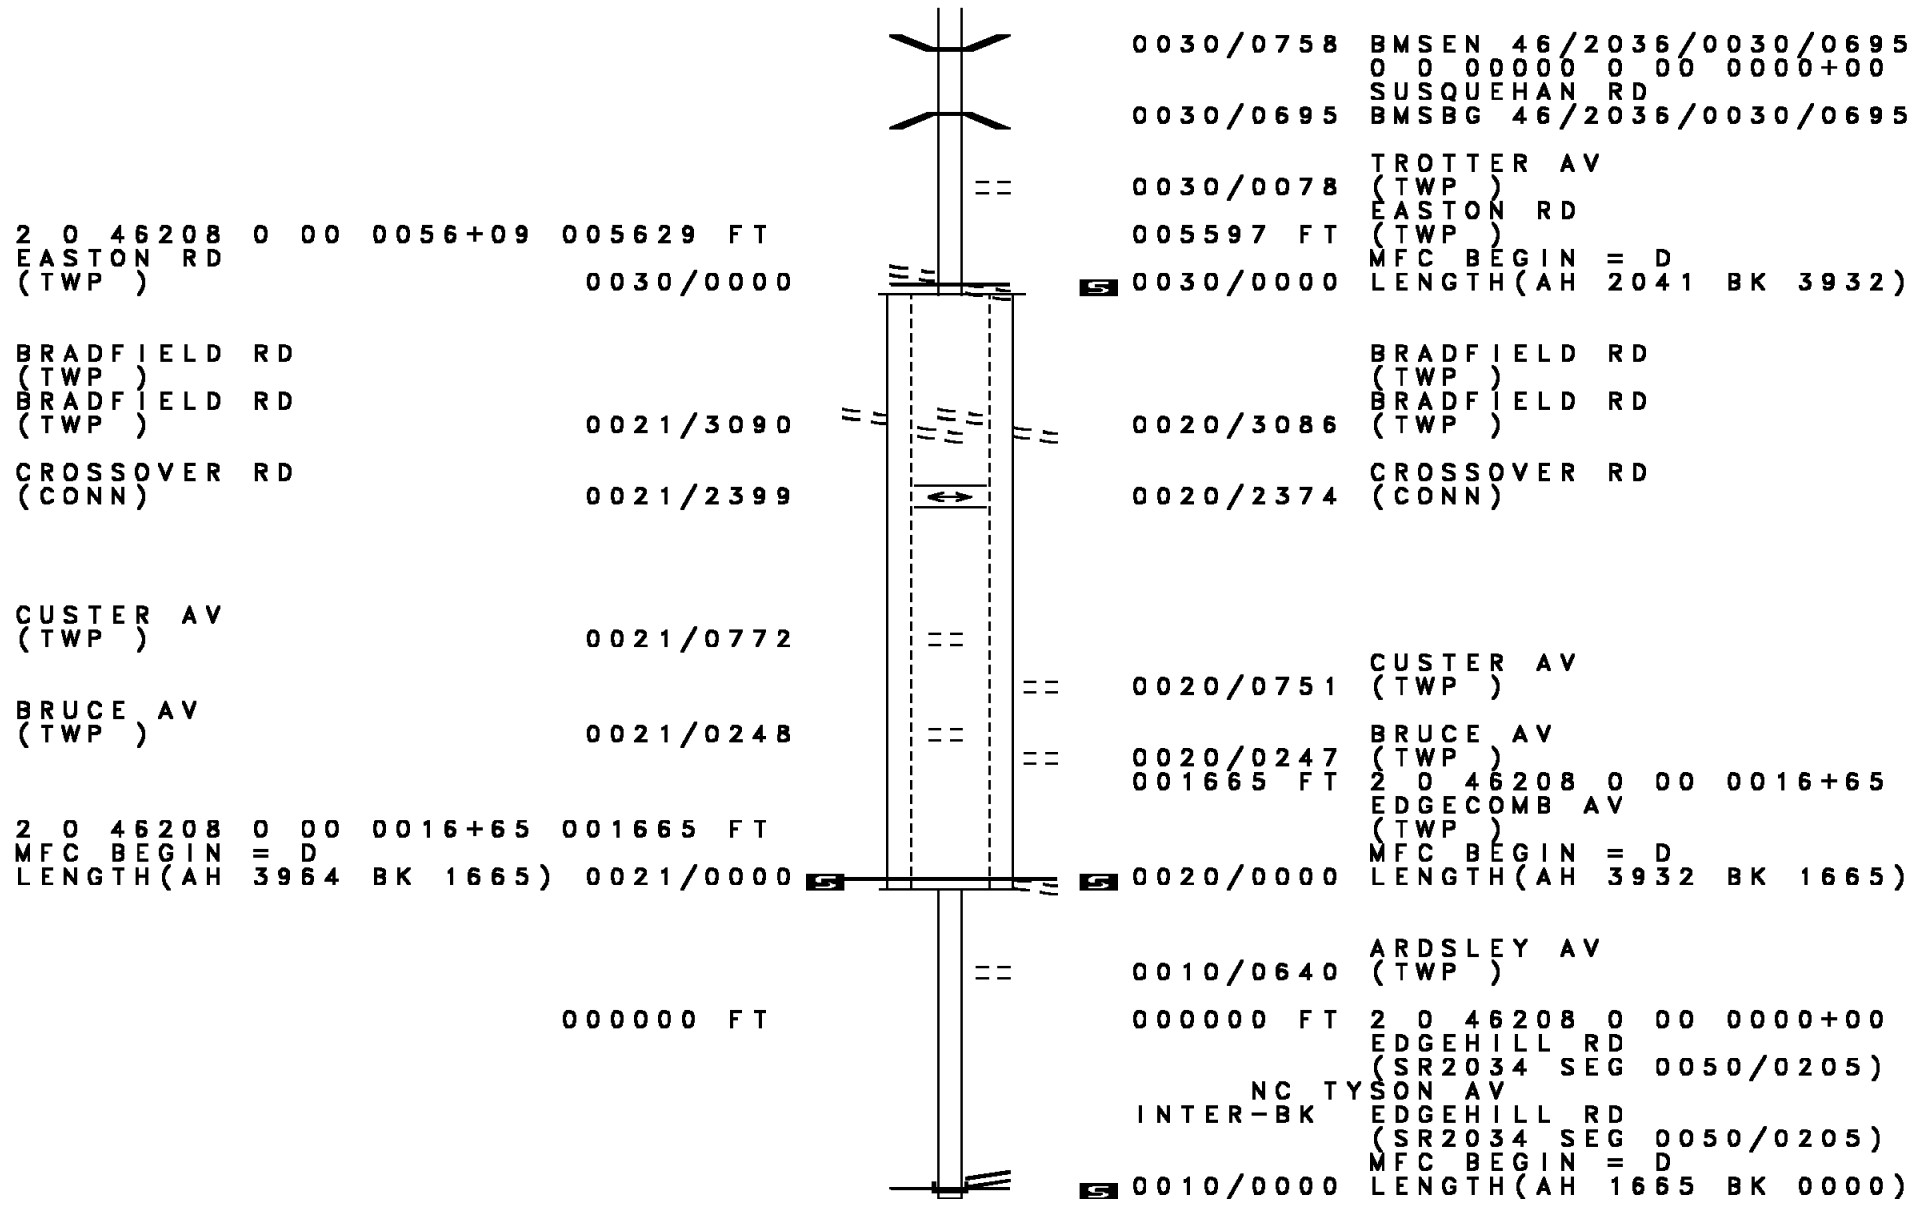 0030/0758 BMSEN 46/2036/0030/0695
0 0 00000 0 00 0000+00
SUSQUEHAN RD
0030/0695 BMSBG 46/2036/0030/0695
TROTTER AV
0030/0078 (TWP )
EASTON RD
2 0 46208 0 00 0056+09 005629 FT 005597 FT (TWP )
EASTON RD MFC BEGIN = D
(TWP ) 0030/0000 S 0030/0000 LENGTH(AH 2041 BK 3932)
BRADFIELD RD BRADFIELD RD
(TWP ) (TWP )
BRADFIELD RD BRADFIELD RD
(TWP ) 0021/3090 0020/3086 (TWP )
CROSSOVER RD CROSSOVER RD
(CONN) 0021/2399 0020/2374 (CONN)
CUSTER AV
(TWP ) 0021/0772
CUSTER AV
0020/0751 (TWP )
BRUCE AV
(TWP ) 0021/0248 BRUCE AV
0020/0247 (TWP )
001665 FT 2 0 46208 0 00 0016+65
EDGECOMB AV
2 0 46208 0 00 0016+65 001665 FT (TWP )
MFC BEGIN = D MFC BEGIN = D
LENGTH(AH 3964 BK 1665) 0021/0000 S S 0020/0000 LENGTH(AH 3932 BK 1665)
ARDSLEY AV
0010/0640 (TWP )
000000 FT 000000 FT 2 0 46208 0 00 0000+00
EDGEHILL RD
(SR2034 SEG 0050/0205)
NC TYSON AV
INTER-BK EDGEHILL RD
(SR2034 SEG 0050/0205)
MFC BEGIN = D
S 0010/0000 LENGTH(AH 1665 BK 0000)